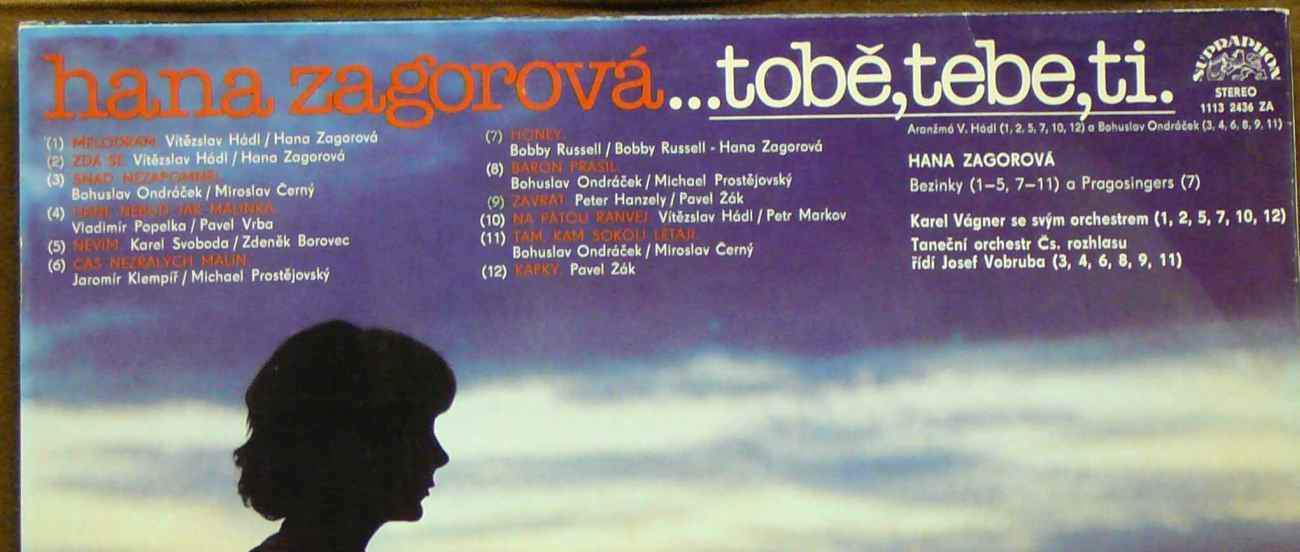 hana zagorová...tobě,tebe,ti.
SUPRAPHON
STEREO
1113 2436 ZA
(1) MELODRAM. Vítězslav Hádl / Hana Zagorová
(2) ZDÁ SE. Vítězslav Hádl / Hana Zagorová
(3) SNAD NEZAPOMNĚL.
Bohuslav Ondráček / Miroslav Černý
(4) HANI, NEBUĎ JAK MALINKÁ.
Vladimír Popelka / Pavel Vrba
(5) NEVÍM. Karel Svoboda / Zdeněk Borovec
(6) ČAS NEZRALÝCH MALIN.
Jaromír Klempíř / Michael Prostějovský
(7) HONEY.
Bobby Russell / Bobby Russell - Hana Zagorová
(8) BARON PRÁŠIL.
Bohuslav Ondráček / Michael Prostějovský
(9) ZÁVRAŤ. Peter Hanzely / Pavel Žák
(10) NA PÁTOU RANVEJ. Vítězslav Hádl / Petr Markov
(11) TAM, KAM SOKOLI LÉTAJÍ.
Bohuslav Ondráček / Miroslav Černý
(12) KAPKY. Pavel Žák
Aranžmá V. Hádl (1, 2, 5, 7, 10, 12) a Bohuslav Ondráček (3, 4, 6, 8, 9, 11)
HANA ZAGOROVÁ
Bezinky (1–5, 7–11) a Pragosingers (7)
Karel Vágner se svým orchestrem (1, 2, 5, 7, 10, 12)
Taneční orchestr Čs. rozhlasu
řídí Josef Vobruba (3, 4, 6, 8, 9, 11)